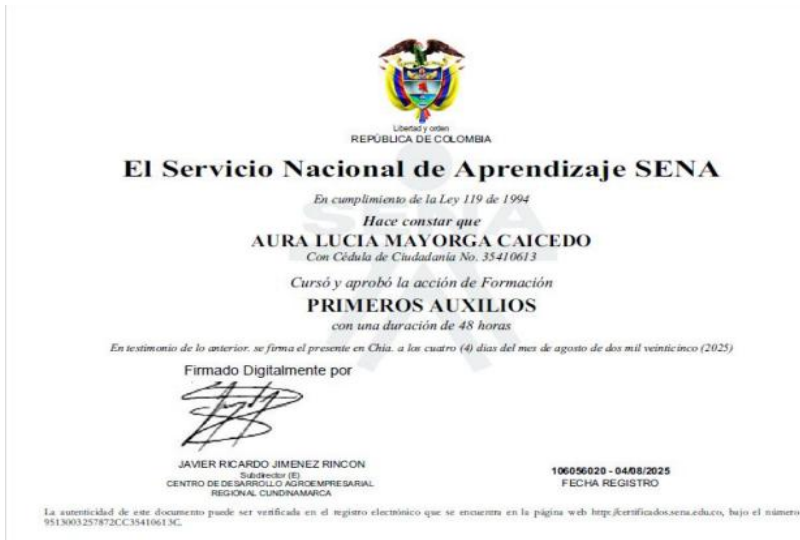 Libertad y orden
REPÚBLICA DE COLOMBIA
El Servicio Nacional de Aprendizaje SENA
En cumplimiento de la Ley 119 de 1994
Hace constar que
AURA LUCIA MAYORGA CAICEDO
Con Cédula de Ciudadanía No. 35410613
Cursó y aprobó la acción de Formación
PRIMEROS AUXILIOS
con una duración de 48 horas
En testimonio de lo anterior. se firma el presente en Chía. a los cuatro (4) días del mes de agosto de dos mil veinticinco (2025)
Firmado Digitalmente por
JAVIER RICARDO JIMENEZ RINCON
Subdirector (E)
CENTRO DE DESARROLLO AGROEMPRESARIAL
REGIONAL CUNDINAMARCA
106056020 - 04/08/2025
FECHA REGISTRO
La autenticidad de este documento puede ser verificada en el registro electrónico que se encuentra en la página web http://certificados.sena.edu.co, bajo el número
9513003257872CC35410613C.